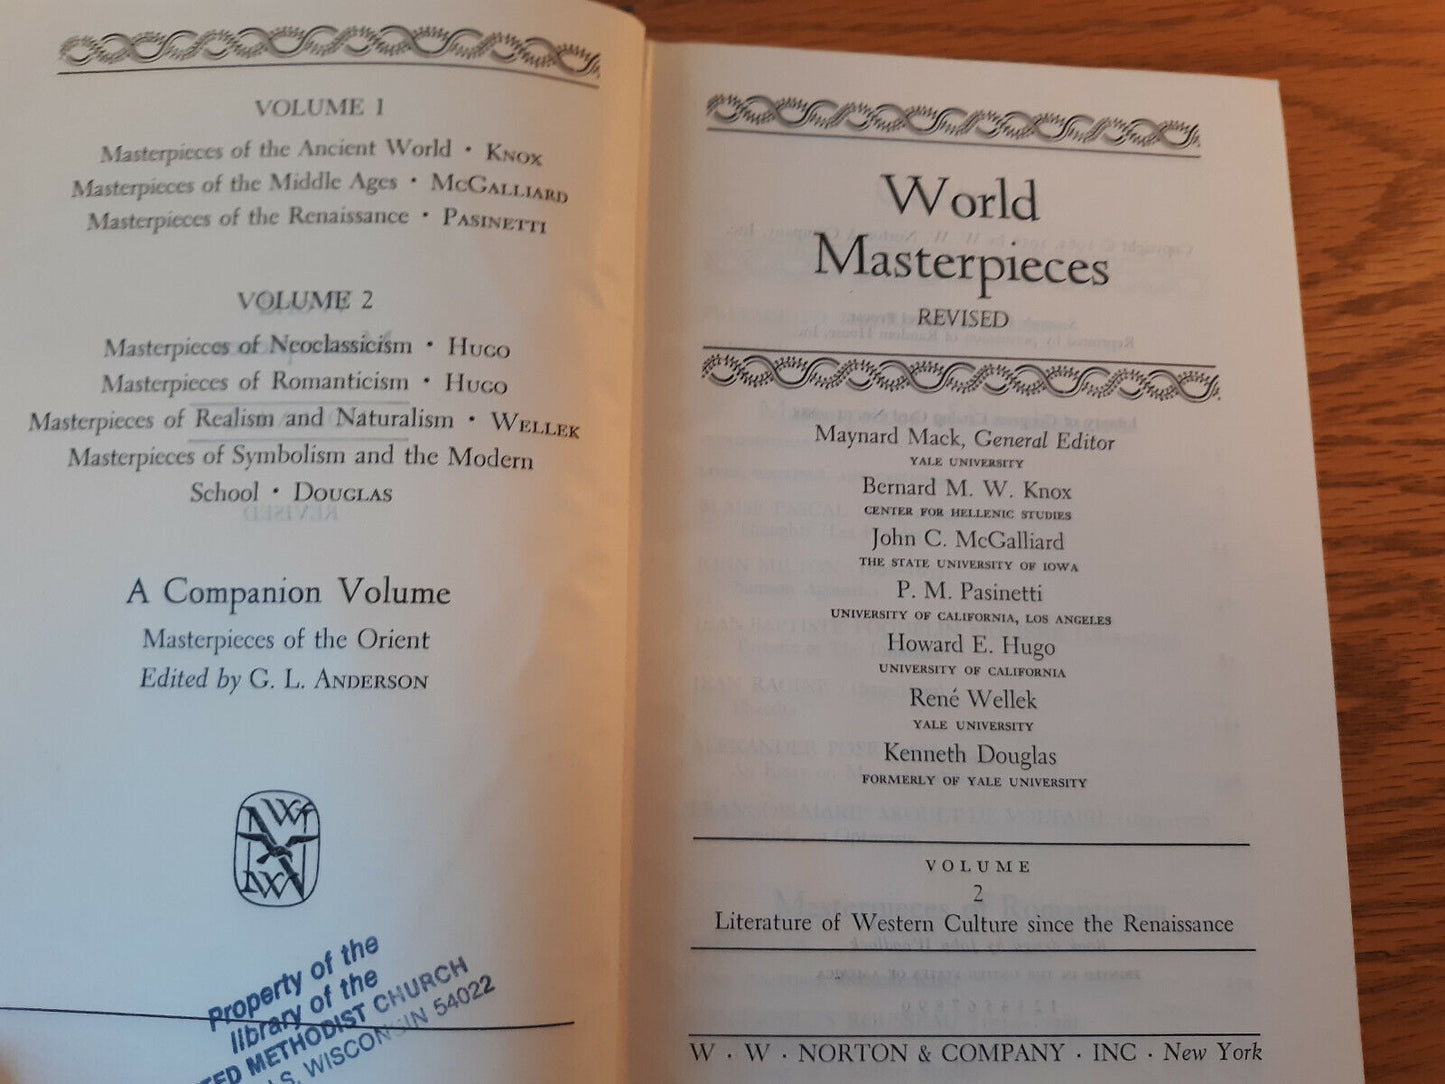 VOLUME 1
Masterpieces of the Ancient World · KNOX
Masterpieces of the Middle Ages · MCGALLIARD
Masterpieces of the Renaissance · PASINETTI
VOLUME 2
Masterpieces of Neoclassicism · HUGO
Masterpieces of Romanticism · HUGO
Masterpieces of Realism and Naturalism · WELLEK
Masterpieces of Symbolism and the Modern
School · DOUGLAS
A Companion Volume
Masterpieces of the Orient
Edited by G. L. ANDERSON
Property of the
library of the
METHODIST CHURCH
WISCONSIN 54022
World
Masterpieces
REVISED
Maynard Mack, General Editor
YALE UNIVERSITY
Bernard M. W. Knox
CENTER FOR HELLENIC STUDIES
John C. McGalliard
THE STATE UNIVERSITY OF IOWA
P. M. Pasinetti
UNIVERSITY OF CALIFORNIA, LOS ANGELES
Howard E. Hugo
UNIVERSITY OF CALIFORNIA
René Wellek
YALE UNIVERSITY
Kenneth Douglas
FORMERLY OF YALE UNIVERSITY
VOLUME
2
Literature of Western Culture since the Renaissance
W · W · NORTON & COMPANY · INC · New York